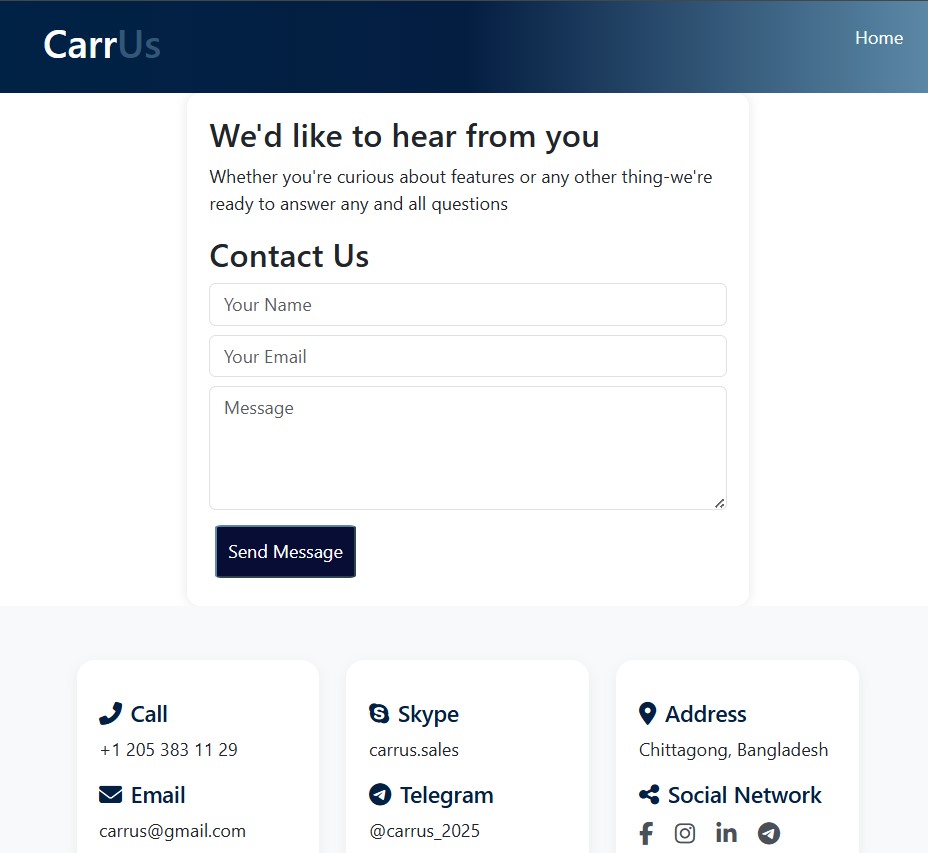 CarrUs
Home
We'd like to hear from you
Whether you're curious about features or any other thing-we're
ready to answer any and all questions
Contact Us
Your Name
Your Email
Message
Send Message
Call
+1 205 383 11 29
Email
carrus@gmail.com
Skype
carrus.sales
Telegram
@carrus_2025
Address
Chittagong, Bangladesh
Social Network